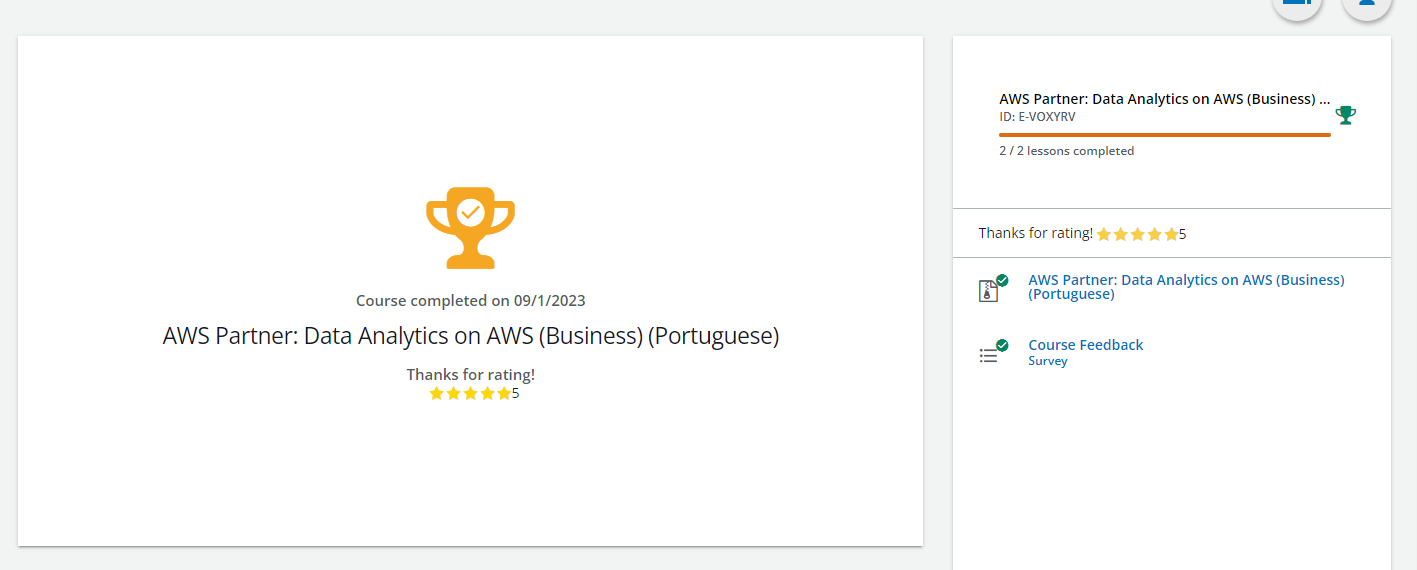 Course completed on 09/1/2023
AWS Partner: Data Analytics on AWS (Business) (Portuguese)
Thanks for rating!
5
AWS Partner: Data Analytics on AWS (Business) ...
ID: E-VOXYRV
2 / 2 lessons completed
Thanks for rating! 5
AWS Partner: Data Analytics on AWS (Business)
(Portuguese)
Course Feedback
Survey